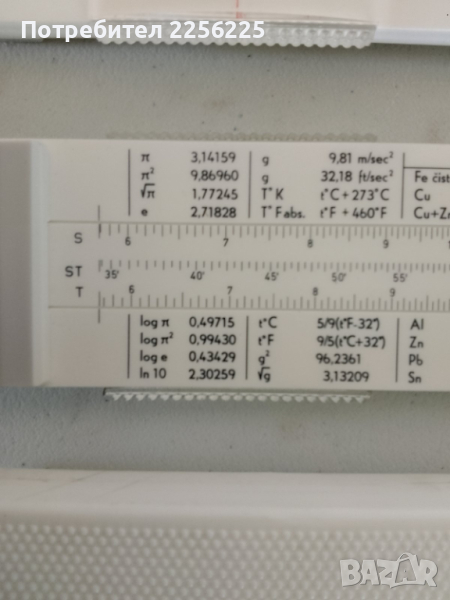 Потребител 2256225
π 3,14159 g 9,81 m/sec² Fe čist
π² 9,86960 g 32,18 ft/sec² Cu
√π 1,77245 T°K t°C+273°C Cu+Zn
e 2,71828 T°Fabs. t°F +460°F
S 6 7 8 9
ST 35' 40' 45' 50' 55'
T 6 7 8 9
log π 0,49715 t°C 5/9(t°F-32°) Al
log π² 0,99430 t°F 9/5(t°C+32°) Zn
log e 0,43429 g² 96,2361 Pb
ln 10 2,30259 √g 3,13209 Sn
BAZAR